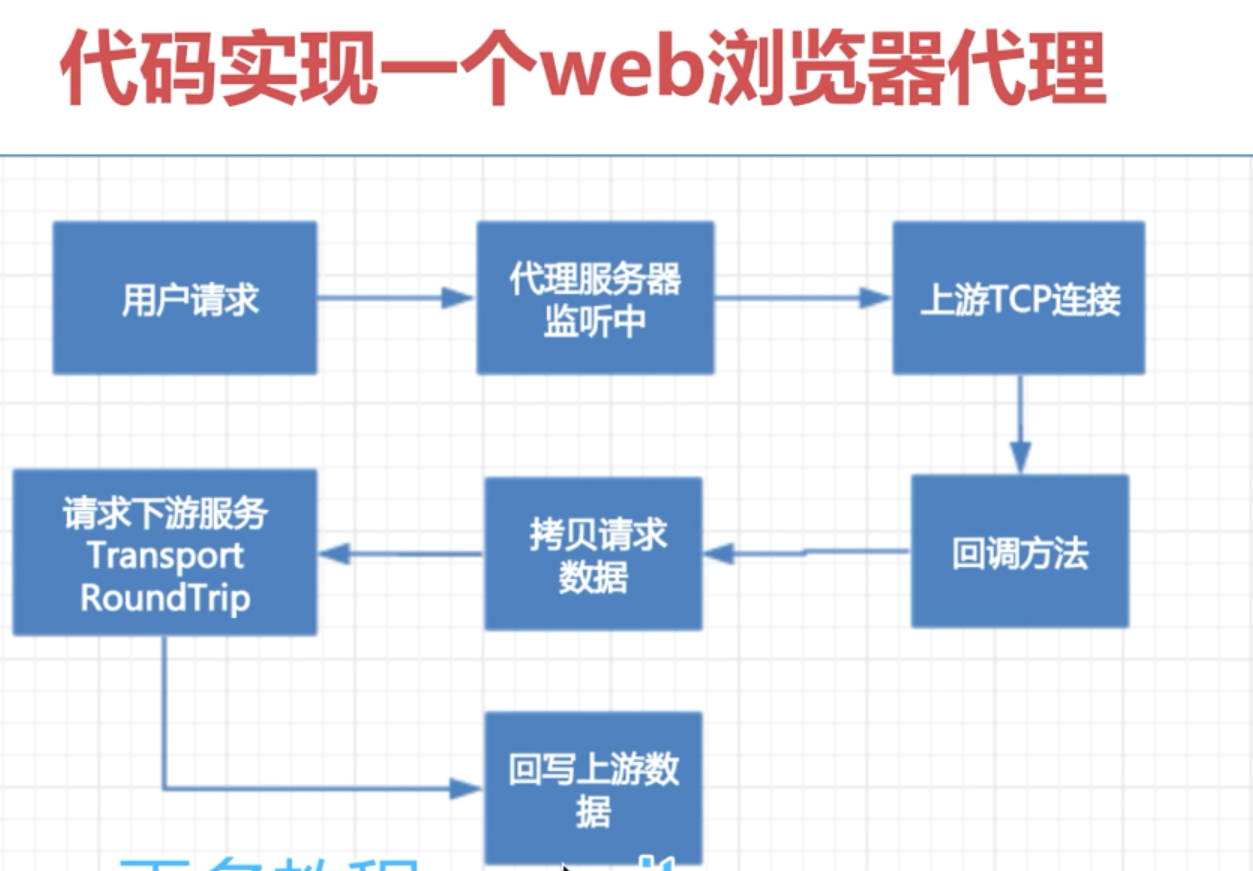 代码实现一个web浏览器代理
用户请求
代理服务器
监听中
上游TCP连接
请求下游服务
Transport
RoundTrip
拷贝请求
数据
回调方法
回写上游数
据